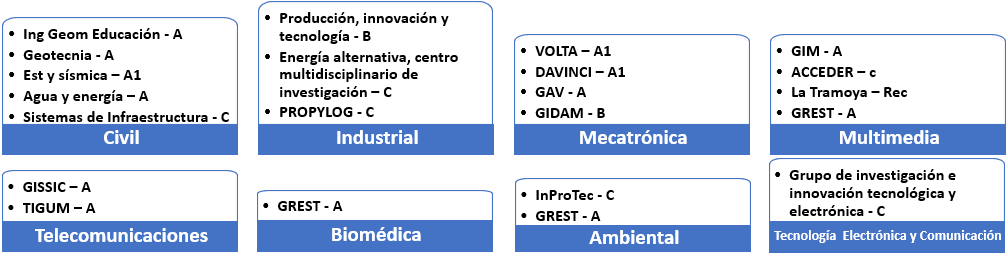 • Ing Geom Educación - A
• Geotecnia - A
• Est y sísmica – A1
• Agua y energía – A
• Sistemas de Infraestructura - C
Civil
• Producción, innovación y
tecnología - B
• Energía alternativa, centro
multidisciplinario de
investigación – C
• PROPYLOG - C
Industrial
• VOLTA – A1
• DAVINCI – A1
• GAV - A
• GIDAM - B
Mecatrónica
• GIM - A
• ACCEDER – c
• La Tramoya – Rec
• GREST - A
Multimedia
• GISSIC – A
• TIGUM – A
Telecomunicaciones
• GREST - A
Biomédica
• InProTec - C
• GREST - A
Ambiental
• Grupo de investigación e
innovación tecnológica y
electrónica - C
Tecnología Electrónica y Comunicación